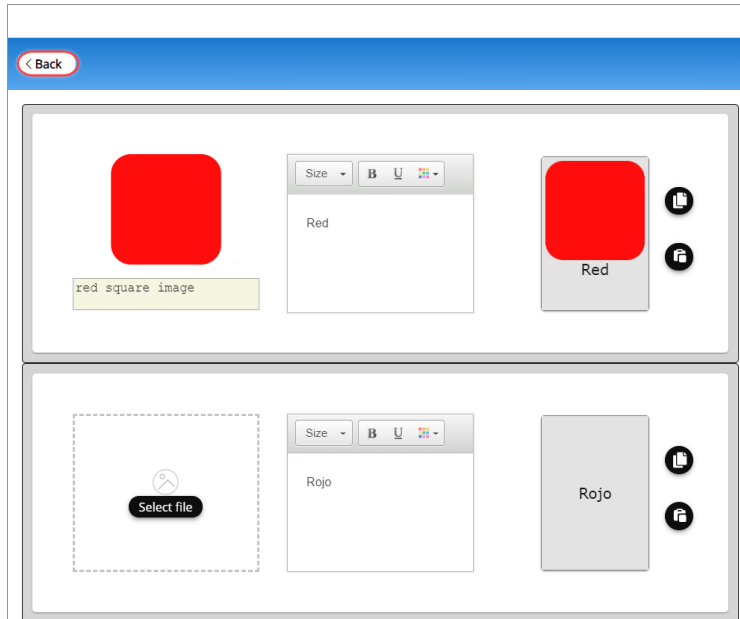 Back
red square image
Size
B U
Red
Red
Select file
Size
B U
Rojo
Rojo